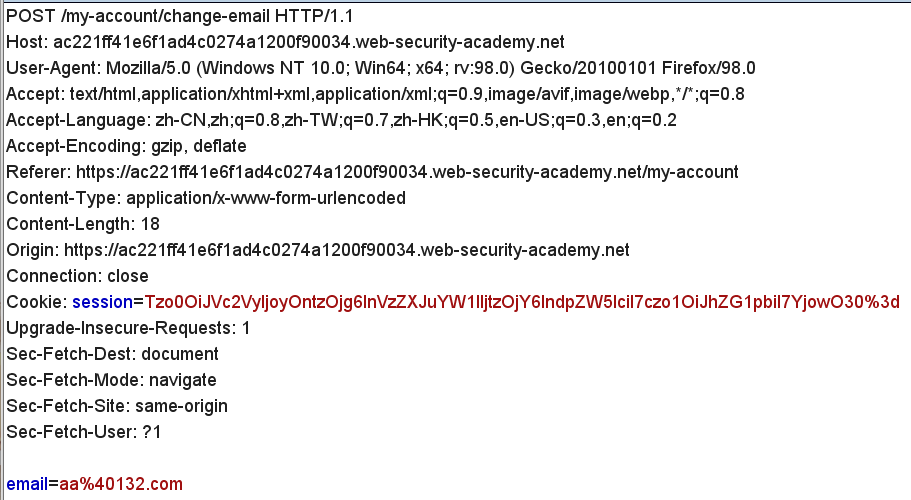 POST /my-account/change-email HTTP/1.1
Host: ac221ff41e6f1ad4c0274a1200f90034.web-security-academy.net
User-Agent: Mozilla/5.0 (Windows NT 10.0; Win64; x64; rv:98.0) Gecko/20100101 Firefox/98.0
Accept: text/html,application/xhtml+xml,application/xml;q=0.9,image/avif,image/webp,*/*;q=0.8
Accept-Language: zh-CN,zh;q=0.8,zh-TW;q=0.7,zh-HK;q=0.5,en-US;q=0.3,en;q=0.2
Accept-Encoding: gzip, deflate
Referer: https://ac221ff41e6f1ad4c0274a1200f90034.web-security-academy.net/my-account
Content-Type: application/x-www-form-urlencoded
Content-Length: 18
Origin: https://ac221ff41e6f1ad4c0274a1200f90034.web-security-academy.net
Connection: close
Cookie: session=Tzo0OiJVc2VyIjoyOntzOjg6InVzZXJuYW1lIjtzOjY6IndpZW5lciI7czo1OiJhZG1pbiI7YjowO30%3d
Upgrade-Insecure-Requests: 1
Sec-Fetch-Dest: document
Sec-Fetch-Mode: navigate
Sec-Fetch-Site: same-origin
Sec-Fetch-User: ?1
email=aa%40132.com